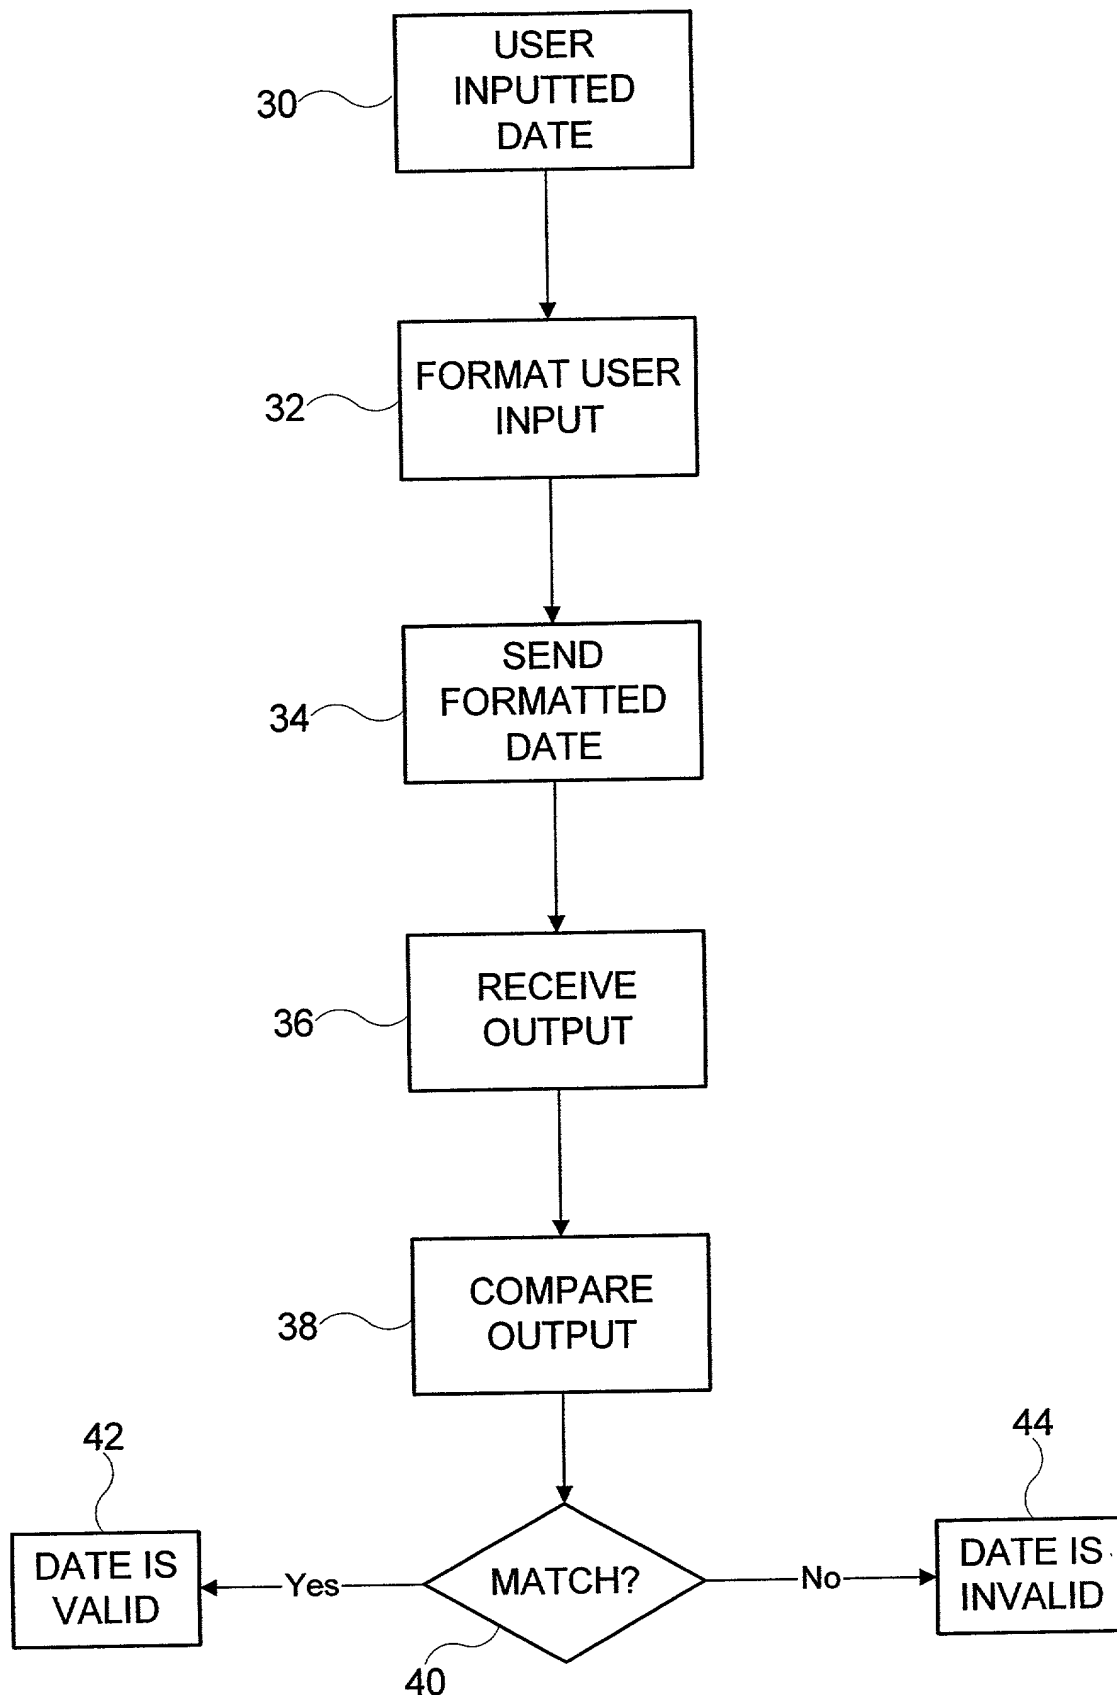 USER
INPUTTED
DATE
30
FORMAT USER
INPUT
32
SEND
FORMATTED
DATE
34
RECEIVE
OUTPUT
36
COMPARE
OUTPUT
38
42
44
DATE IS
VALID
Yes
MATCH?
No
DATE IS
INVALID
40